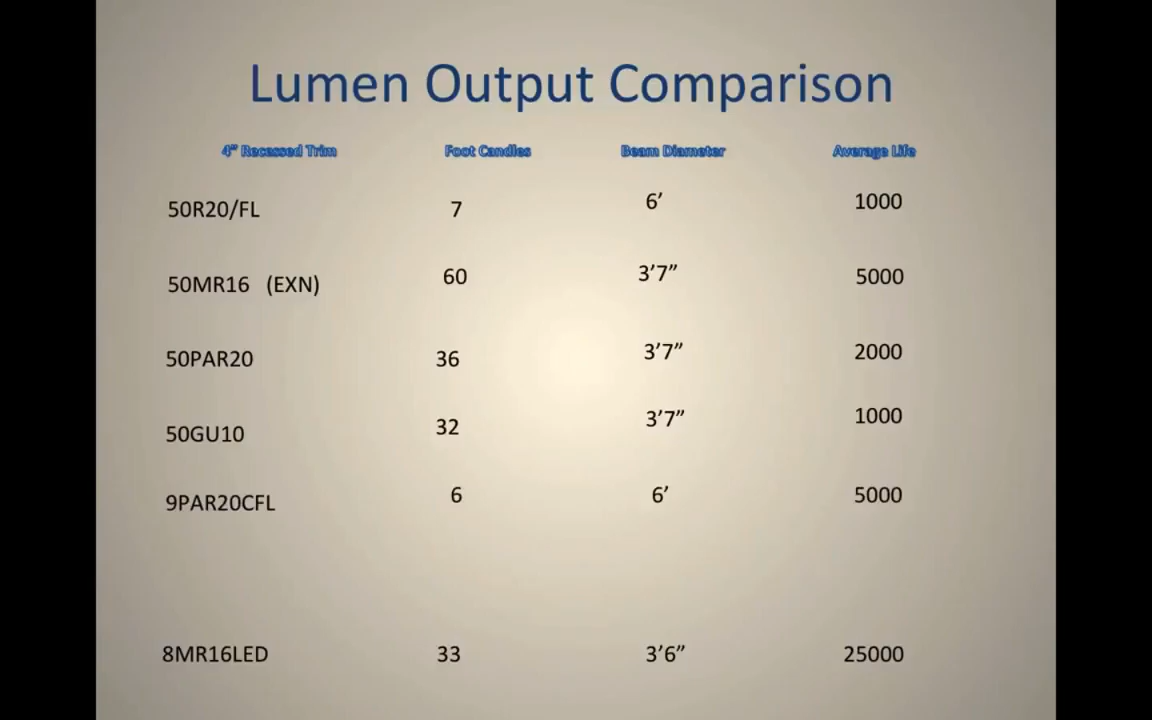 Lumen Output Comparison
4” Recessed Trim Foot Candles Beam Diameter Average Life
50R20/FL 7 6’ 1000
50MR16 (EXN) 60 3’7” 5000
50PAR20 36 3’7” 2000
50GU10 32 3’7” 1000
9PAR20CFL 6 6’ 5000
8MR16LED 33 3’6” 25000